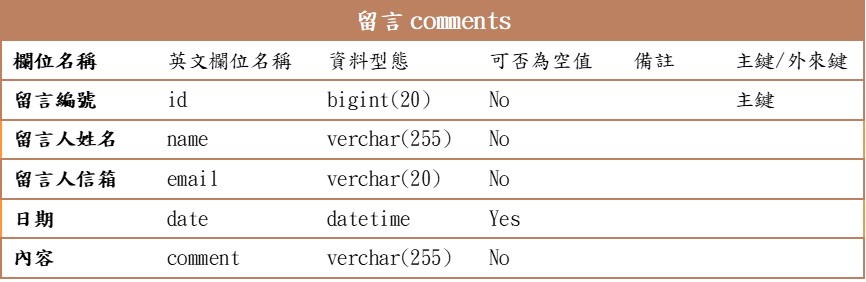 留言 comments
欄位名稱 英文欄位名稱 資料型態 可否為空值 備註 主鍵/外來鍵
留言編號 id bigint(20) No 主鍵
留言人姓名 name verchar(255) No
留言人信箱 email verchar(20) No
日期 date datetime Yes
內容 comment verchar(255) No